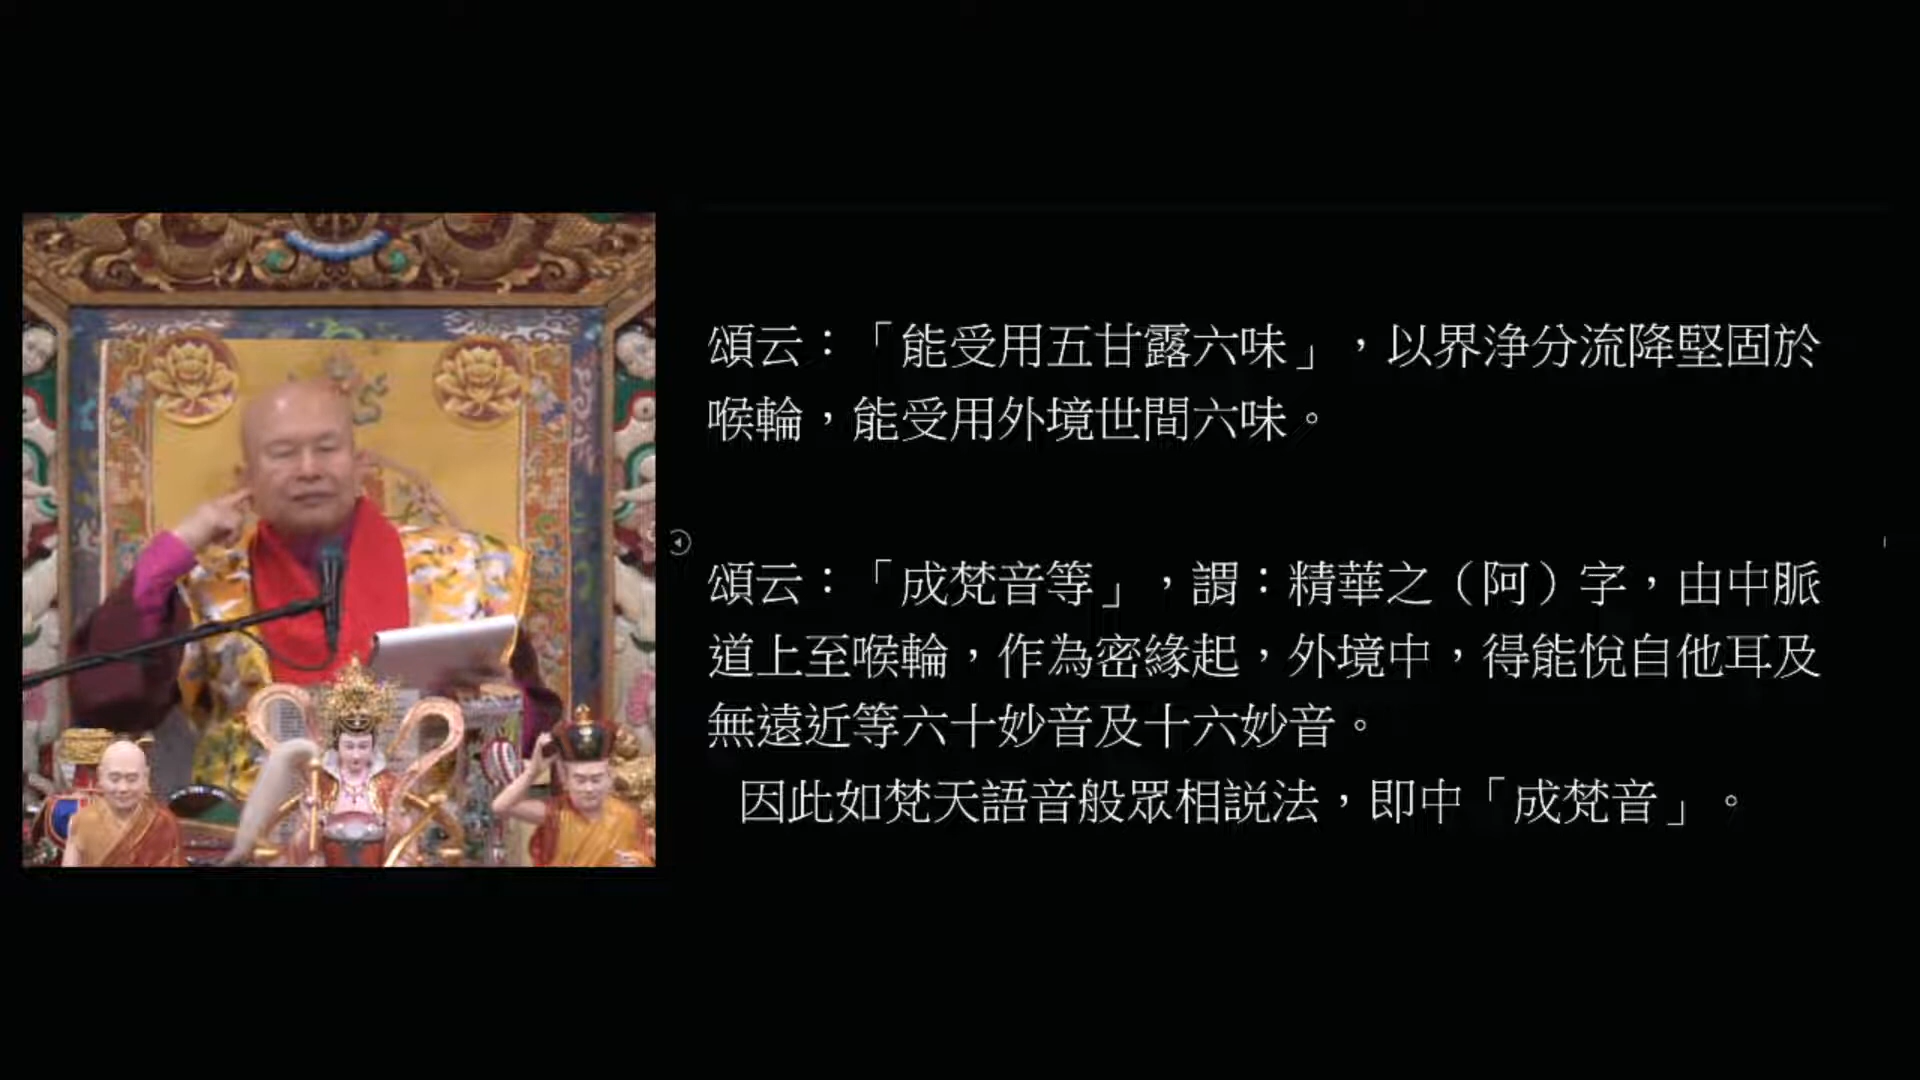 頌云：「能受用五甘露六味」，以界淨分流降堅固於
喉輪，能受用外境世間六味。
頌云：「成梵音等」，謂：精華之（阿）字，由中脈
道上至喉輪，作為密緣起，外境中，得能悅自他耳及
無遠近等六十妙音及十六妙音。
因此如梵天語音般眾相説法，即中「成梵音」。